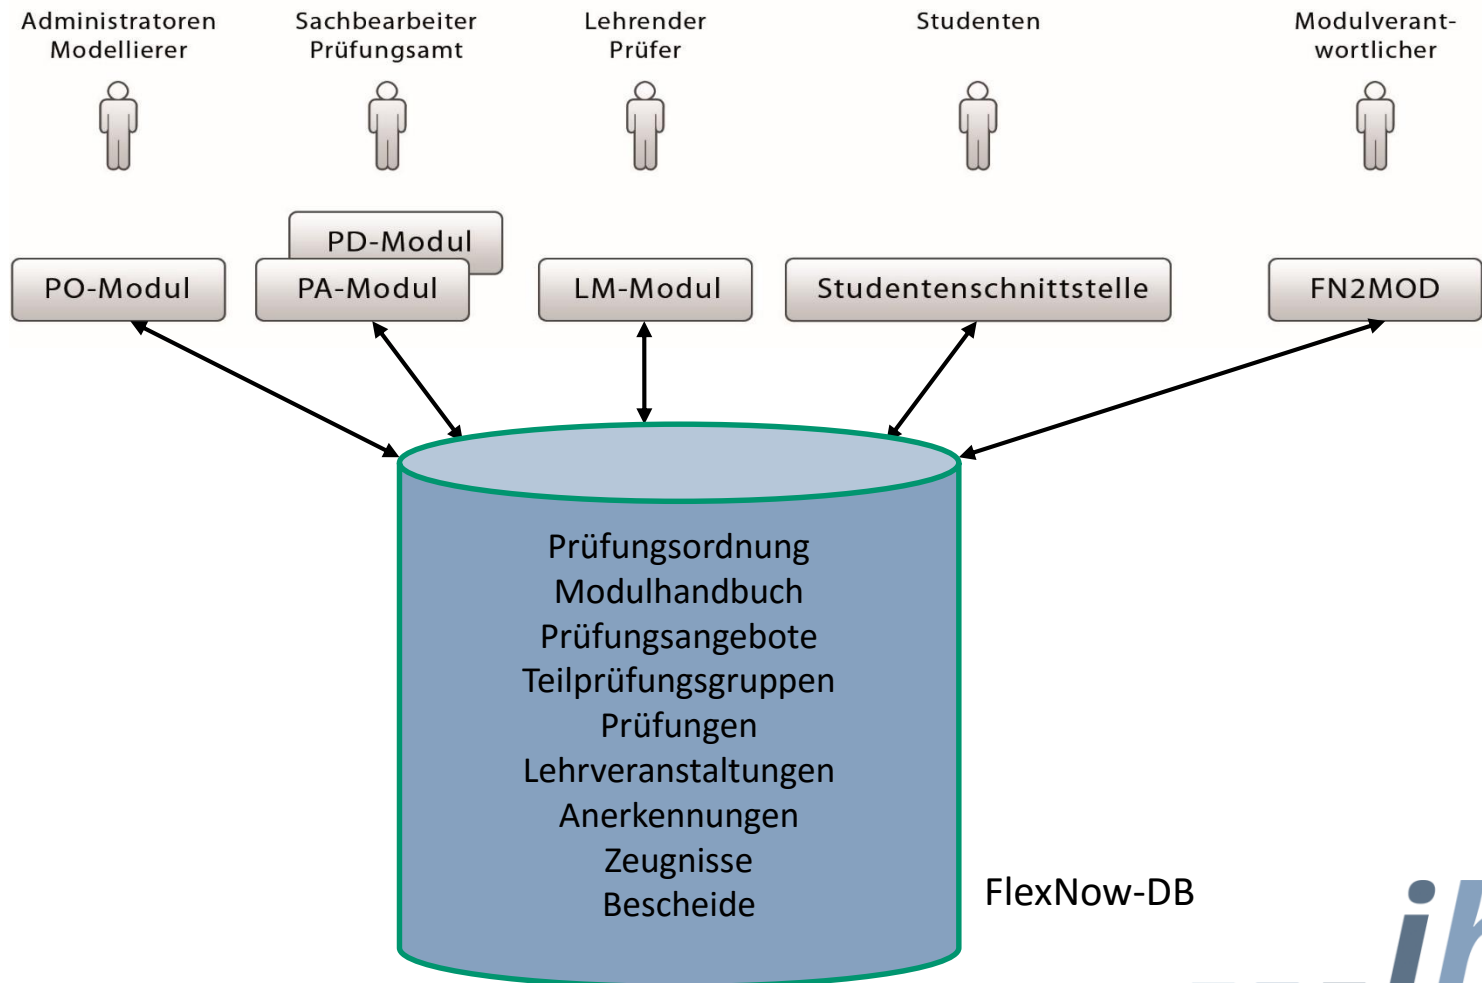 Administratoren
Modellierer
Sachbearbeiter
Prüfungsamt
Lehrender
Prüfer
Studenten
Modulverant-
wortlicher
PD-Modul
PO-Modul
PA-Modul
LM-Modul
Studentenschnittstelle
FN2MOD
Prüfungsordnung
Modulhandbuch
Prüfungsangebote
Teilprüfungsgruppen
Prüfungen
Lehrveranstaltungen
Anerkennungen
Zeugnisse
Bescheide
FlexNow-DB